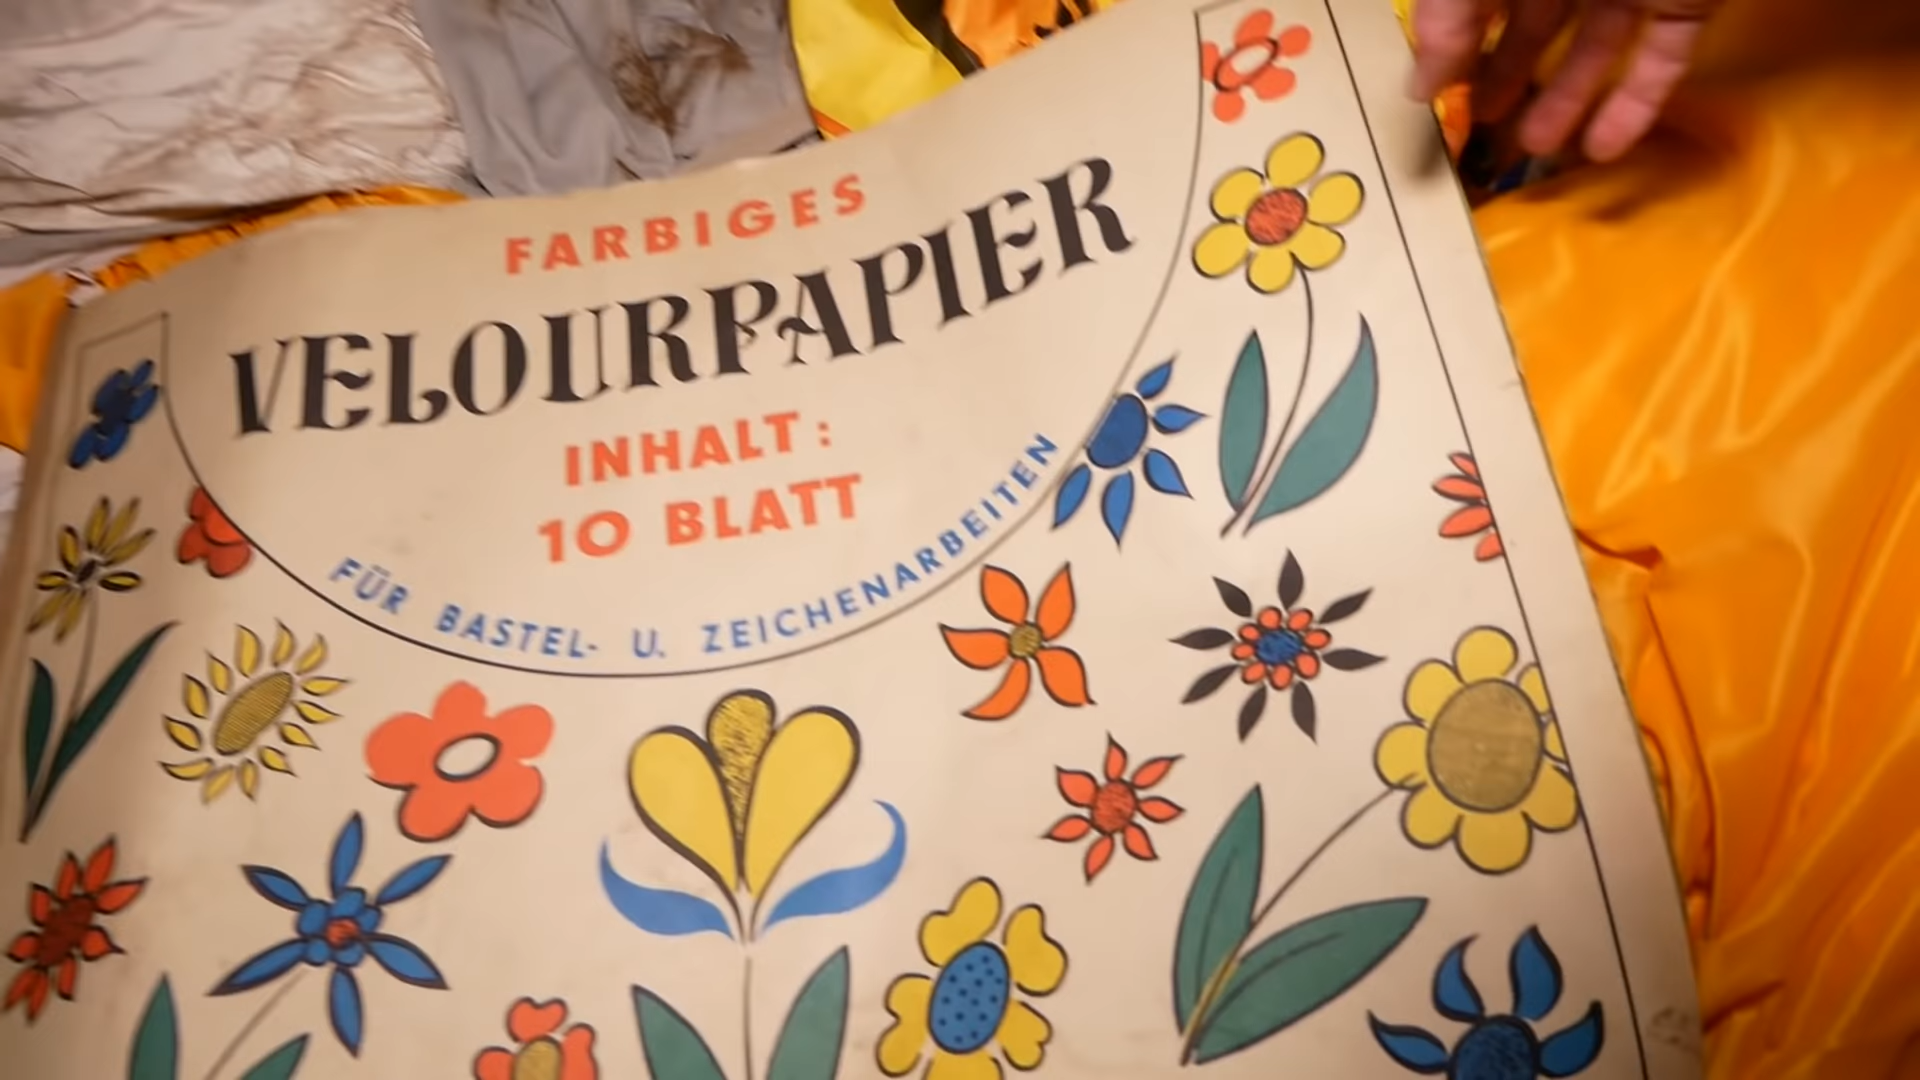 FARBIGES
VELOURPAPIER
INHALT:
10 BLATT
FÜR BASTEL- U. ZEICHENARBEITEN